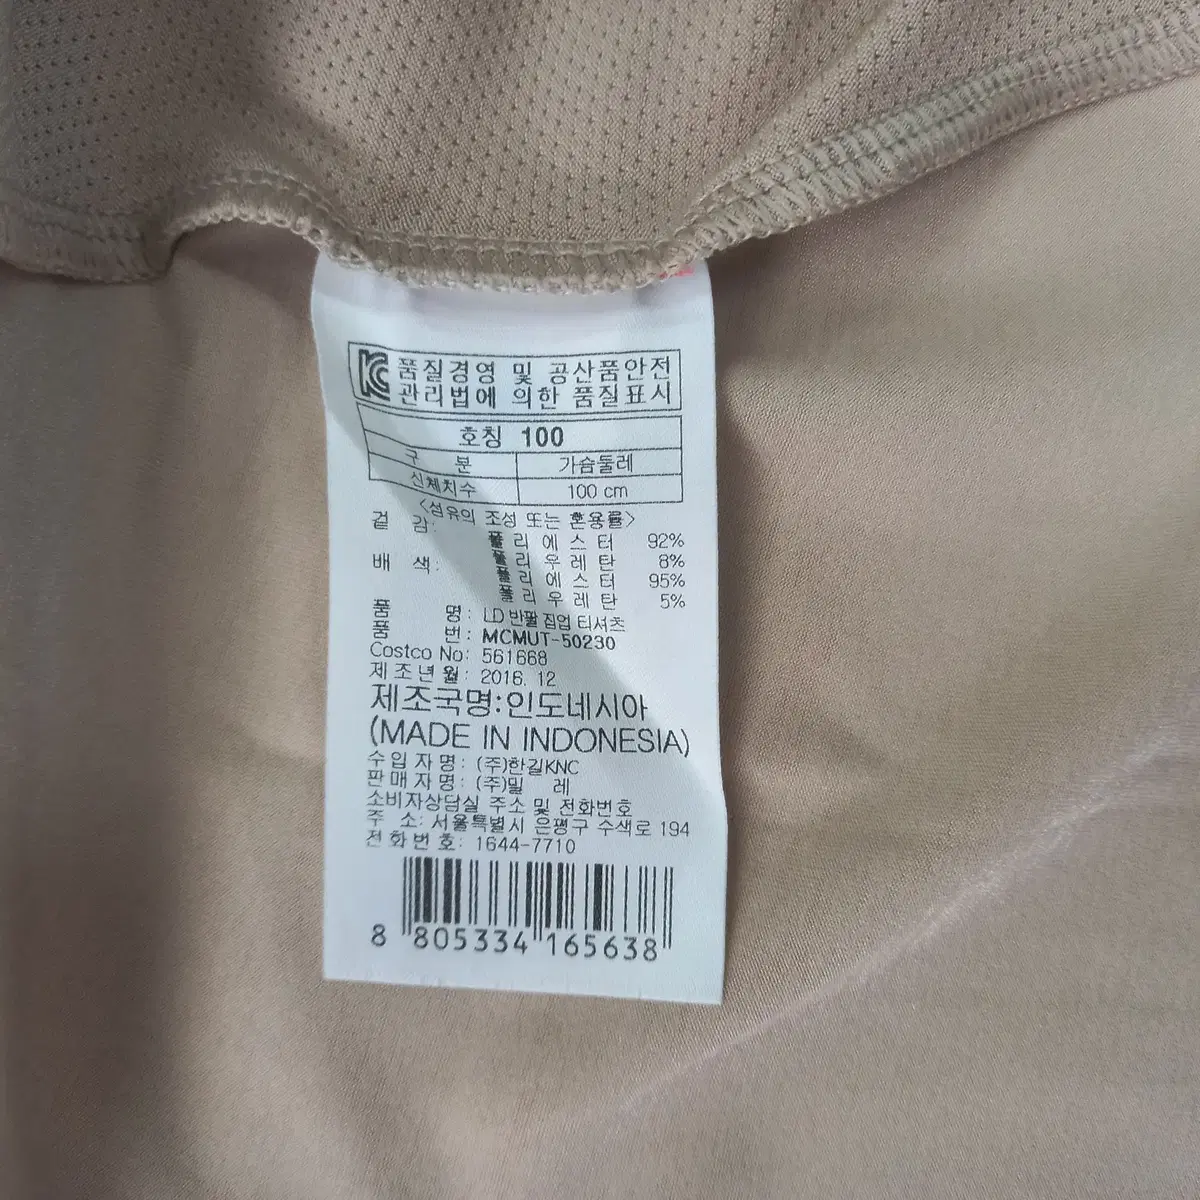 KC 품질경영 및 공산품안전
관리법에 의한 품질표시
호칭 100
구 분 가슴둘레
신체치수 100 cm
<섬유의 조성 또는 혼용률>
겉 감: 폴리에스터 92%
폴리우레탄 8%
배 색: 폴리에스터 95%
폴리우레탄 5%
품 명: LD 반팔 짚업 티셔츠
품 번: MCMUT-50230
Costco No: 561668
제조년월: 2016. 12
제조국명:인도네시아
(MADE IN INDONESIA)
수입자명: (주)한길KNC
판매자명: (주)밀 레
소비자상담실 주소 및 전화번호
주 소: 서울특별시 은평구 수색로 194
전화번호: 1644-7710
8 805334 165638